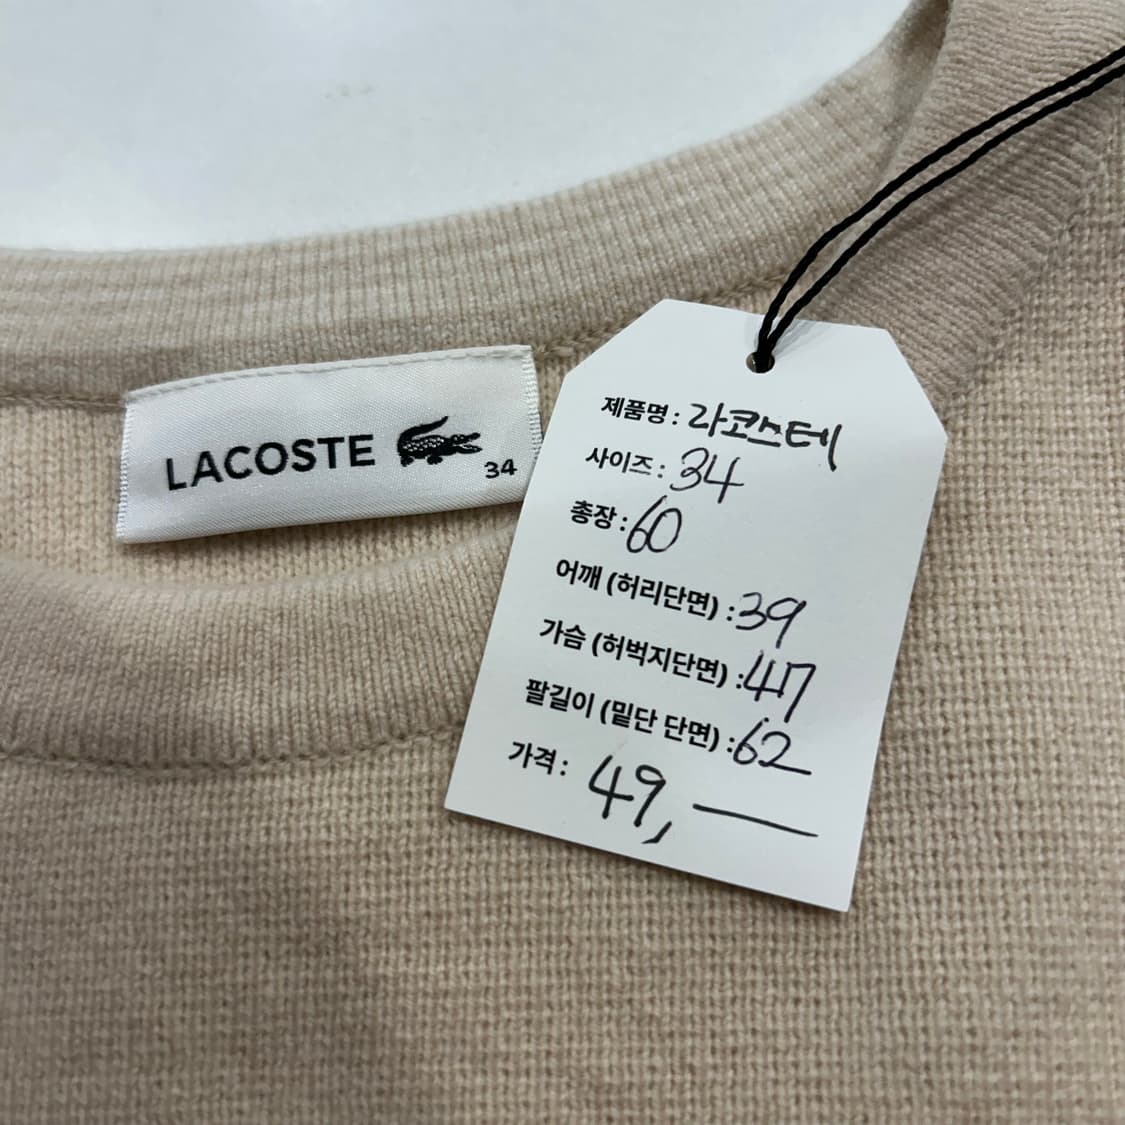 LACOSTE
34
제품명 : 라코스테
사이즈 : 34
총장 : 60
어깨 (허리단면) : 39
가슴 (허벅지단면) : 47
팔길이 (밑단 단면) : 62
가격 : 49,—